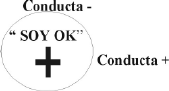 Conducta -
“ SOY OK”
+
Conducta +